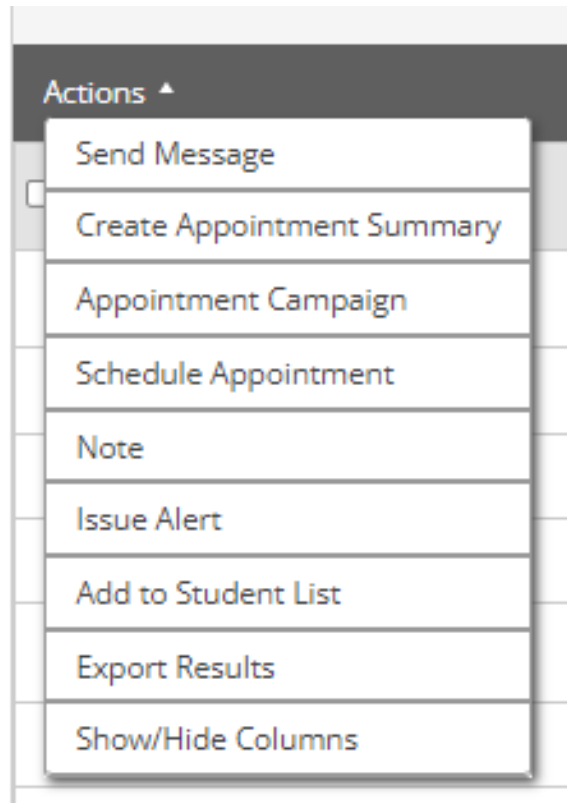 Actions ▲
Send Message
Create Appointment Summary
Appointment Campaign
Schedule Appointment
Note
Issue Alert
Add to Student List
Export Results
Show/Hide Columns